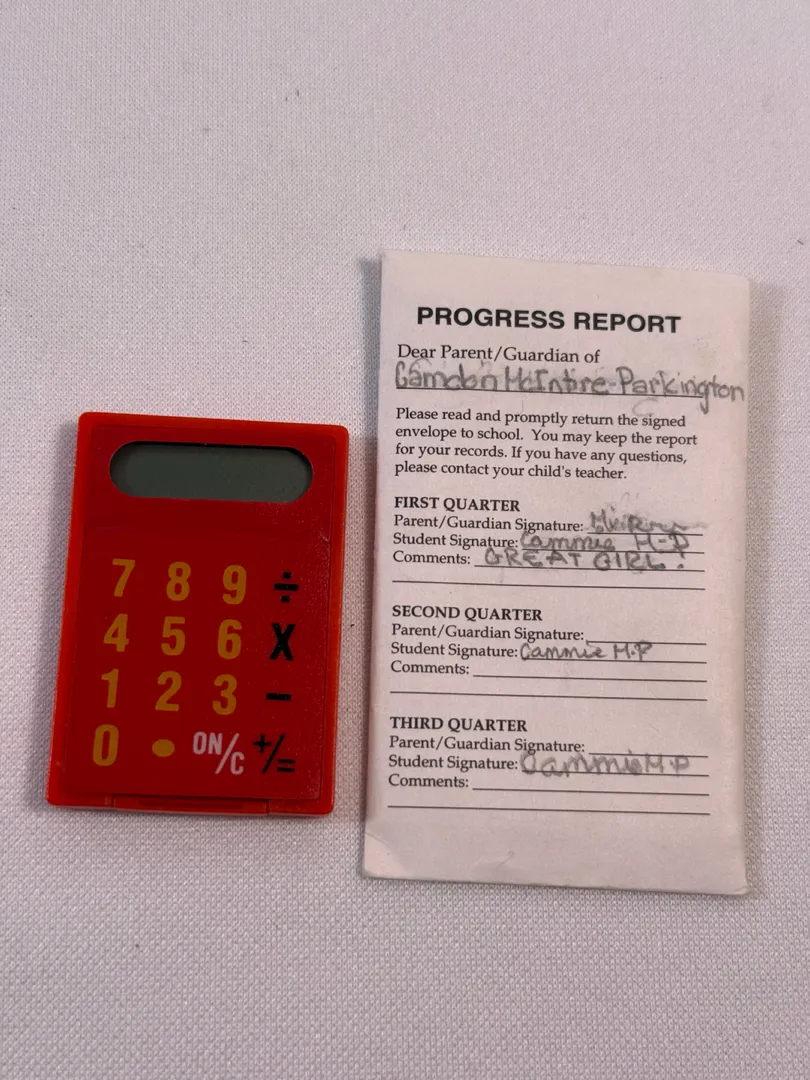 7 8 9 ÷
4 5 6 X
1 2 3 −
0 • ON/C +/=
PROGRESS REPORT
Dear Parent/Guardian of
Camdon McIntire-Parkington
Please read and promptly return the signed
envelope to school. You may keep the report
for your records. If you have any questions,
please contact your child's teacher.
FIRST QUARTER
Parent/Guardian Signature:
Student Signature: Cammie M-P
Comments: GREAT GIRL!
SECOND QUARTER
Parent/Guardian Signature:
Student Signature: Cammie M.P
Comments:
THIRD QUARTER
Parent/Guardian Signature:
Student Signature: Cammie M.P
Comments: